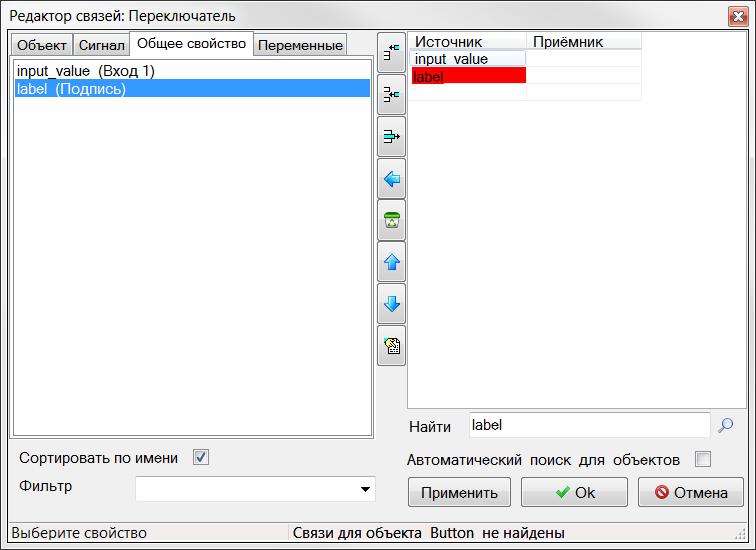 Редактор связей: Переключатель
Объект Сигнал Общее свойство Переменные
input_value (Вход 1)
label (Подпись)
Источник Приёмник
input_value
label
Найти label
Сортировать по имени
Автоматический поиск для объектов
Фильтр
Применить Ok Отмена
Выберите свойство Связи для объекта Button не найдены